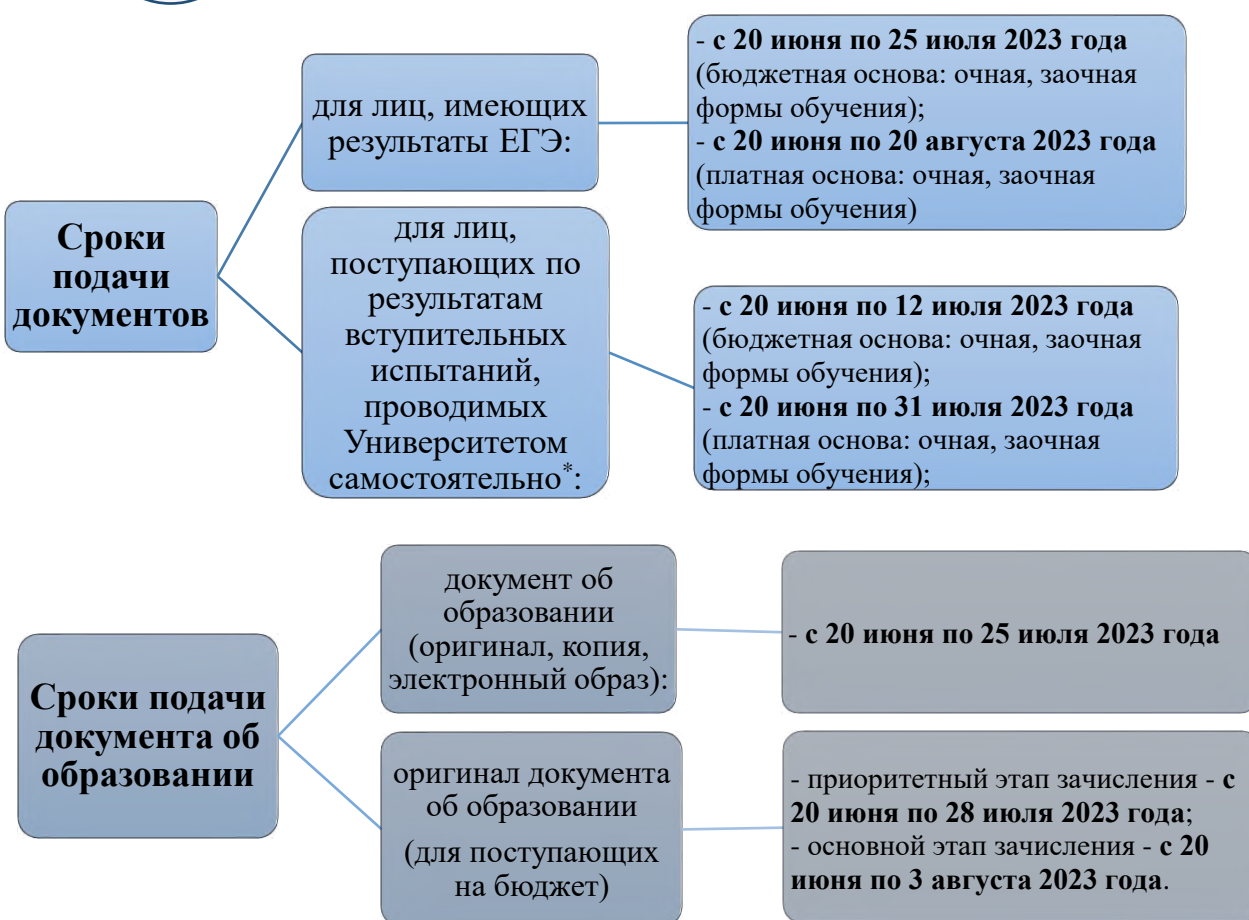 Сроки
подачи
документов
для лиц, имеющих
результаты ЕГЭ:
- с 20 июня по 25 июля 2023 года
(бюджетная основа: очная, заочная
формы обучения);
- с 20 июня по 20 августа 2023 года
(платная основа: очная, заочная
формы обучения)
для лиц,
поступающих по
результатам
вступительных
испытаний,
проводимых
Университетом
самостоятельно*:
- с 20 июня по 12 июля 2023 года
(бюджетная основа: очная, заочная
формы обучения);
- с 20 июня по 31 июля 2023 года
(платная основа: очная, заочная
формы обучения);
Сроки подачи
документа об
образовании
документ об
образовании
(оригинал, копия,
электронный образ):
- с 20 июня по 25 июля 2023 года
оригинал документа
об образовании
(для поступающих
на бюджет)
- приоритетный этап зачисления - с
20 июня по 28 июля 2023 года;
- основной этап зачисления - с 20
июня по 3 августа 2023 года.